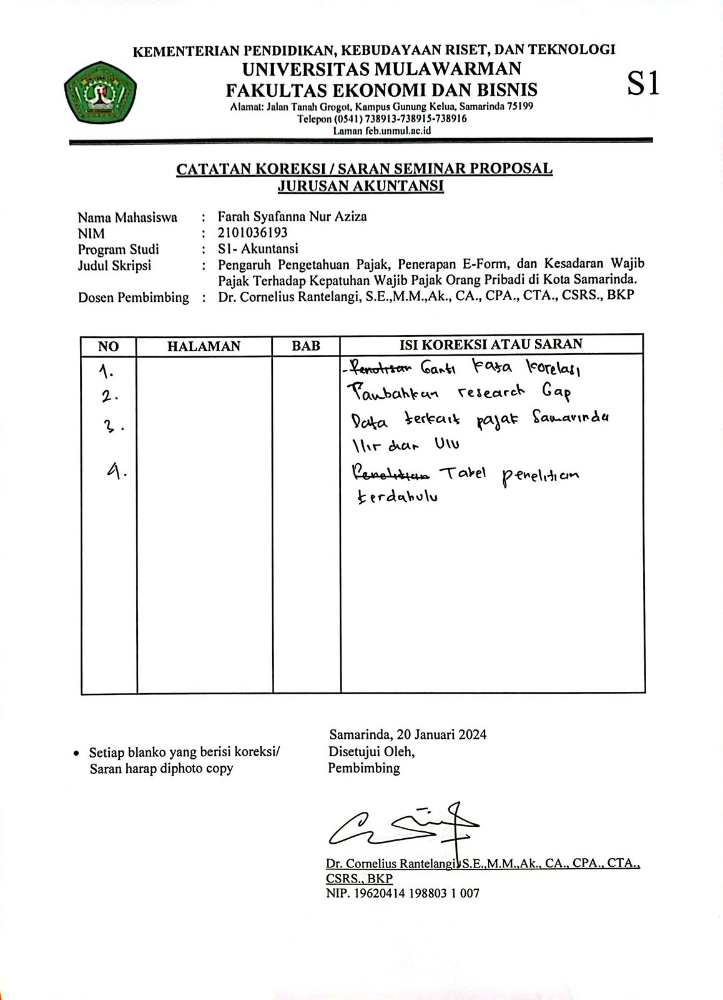 KEMENTERIAN PENDIDIKAN, KEBUDAYAAN RISET, DAN TEKNOLOGI
UNIVERSITAS MULAWARMAN
FAKULTAS EKONOMI DAN BISNIS
S1
Alamat: Jalan Tanah Grogot, Kampus Gunung Kelua, Samarinda 75199
Telepon (0541) 738913-738915-738916
Laman feb.unmul.ac.id
CATATAN KOREKSI / SARAN SEMINAR PROPOSAL
JURUSAN AKUNTANSI
Nama Mahasiswa : Farah Syafanna Nur Aziza
NIM : 2101036193
Program Studi : S1- Akuntansi
Judul Skripsi : Pengaruh Pengetahuan Pajak, Penerapan E-Form, dan Kesadaran Wajib
Pajak Terhadap Kepatuhan Wajib Pajak Orang Pribadi di Kota Samarinda.
Dosen Pembimbing : Dr. Cornelius Rantelangi, S.E.,M.M.,Ak., CA., CPA., CTA., CSRS., BKP
NO HALAMAN BAB ISI KOREKSI ATAU SARAN
1. - Ganti kata korelasi
2. Tambahkan research Gap
3. Data terkait pajak Samarinda
Ilir dan Ulu
4. Penelitian Tabel penelitian
terdahulu
Samarinda, 20 Januari 2024
• Setiap blanko yang berisi koreksi/
Saran harap diphoto copy
Disetujui Oleh,
Pembimbing
Dr. Cornelius Rantelangi, S.E.,M.M.,Ak., CA., CPA., CTA.,
CSRS., BKP
NIP. 19620414 198803 1 007